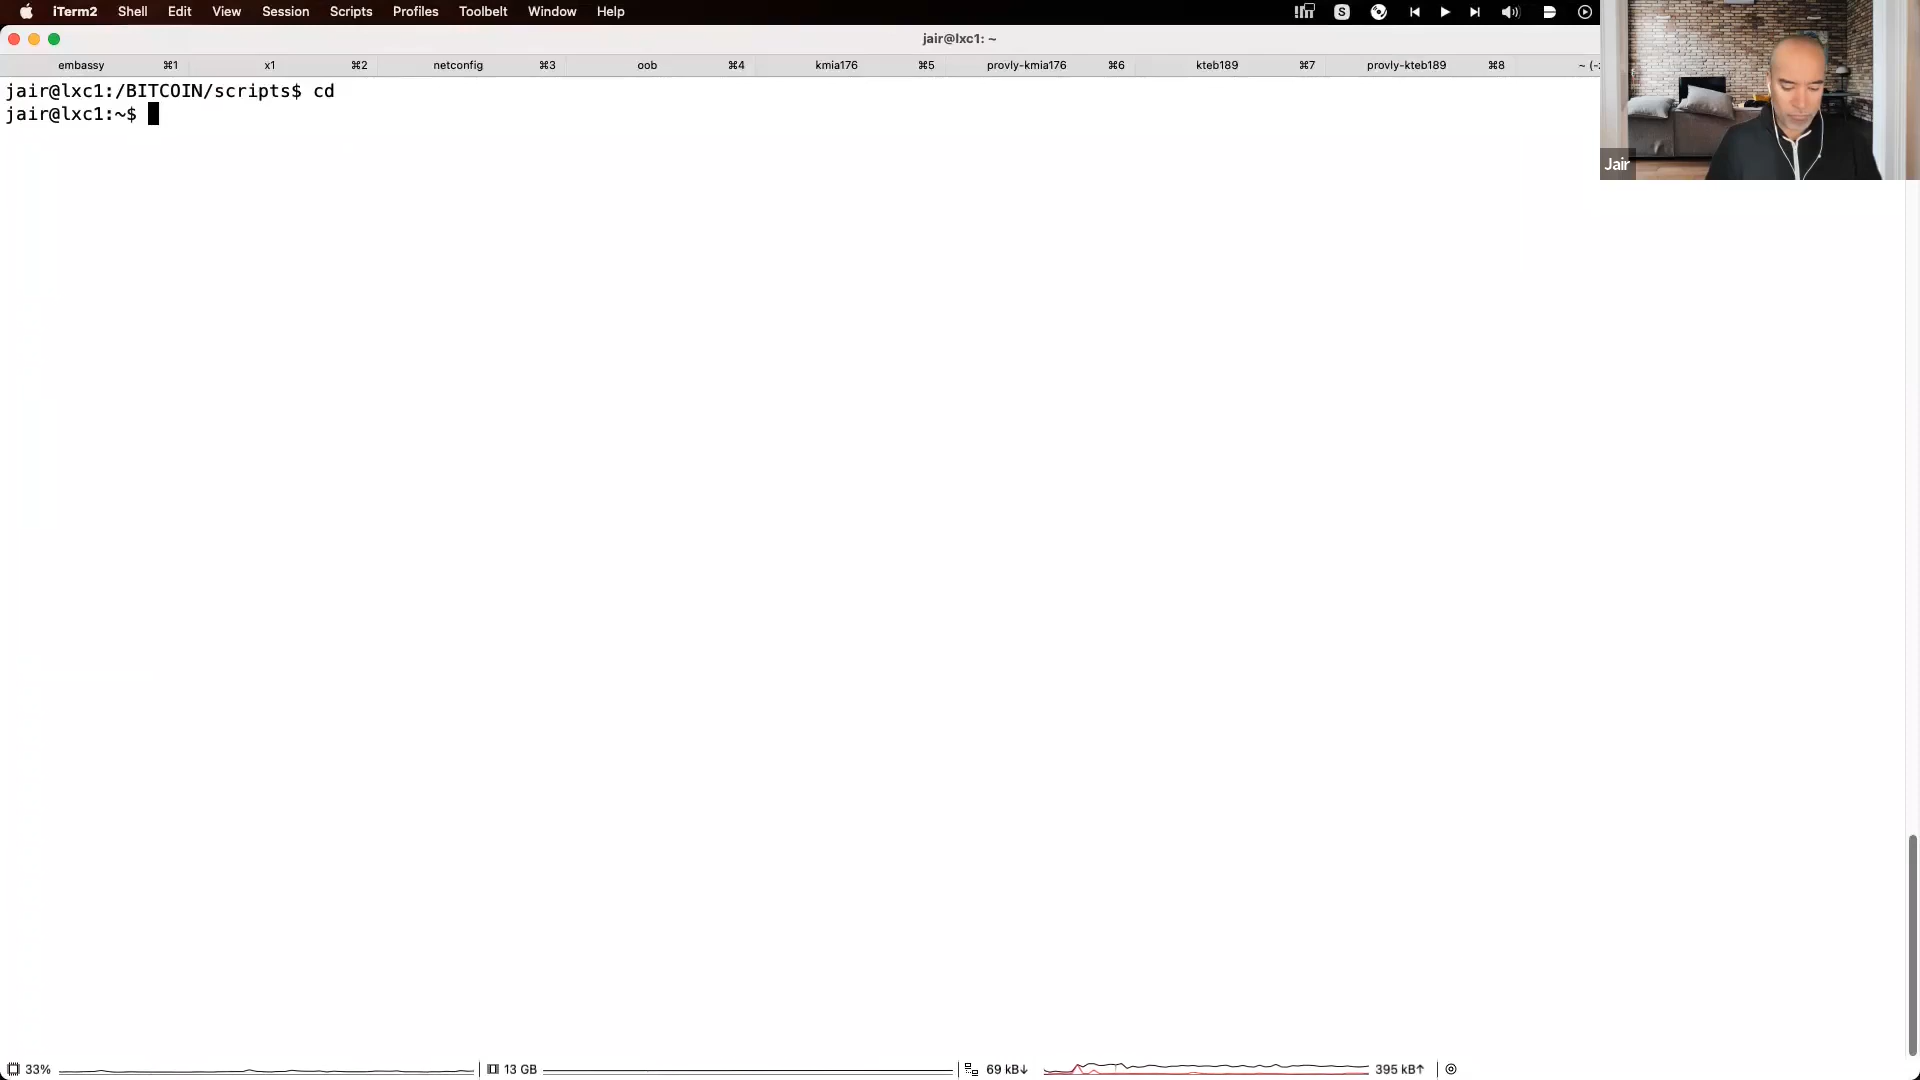 iTerm2 Shell Edit View Session Scripts Profiles Toolbelt Window Help
jair@lxc1: ~
embassy ⌘1 x1 ⌘2 netconfig ⌘3 oob ⌘4 kmia176 ⌘5 provly-kmia176 ⌘6 kteb189 ⌘7 provly-kteb189 ⌘8 ~ (-
jair@lxc1:/BITCOIN/scripts$ cd
jair@lxc1:~$
Jair
33% 13 GB 69 kB↓ 395 kB↑